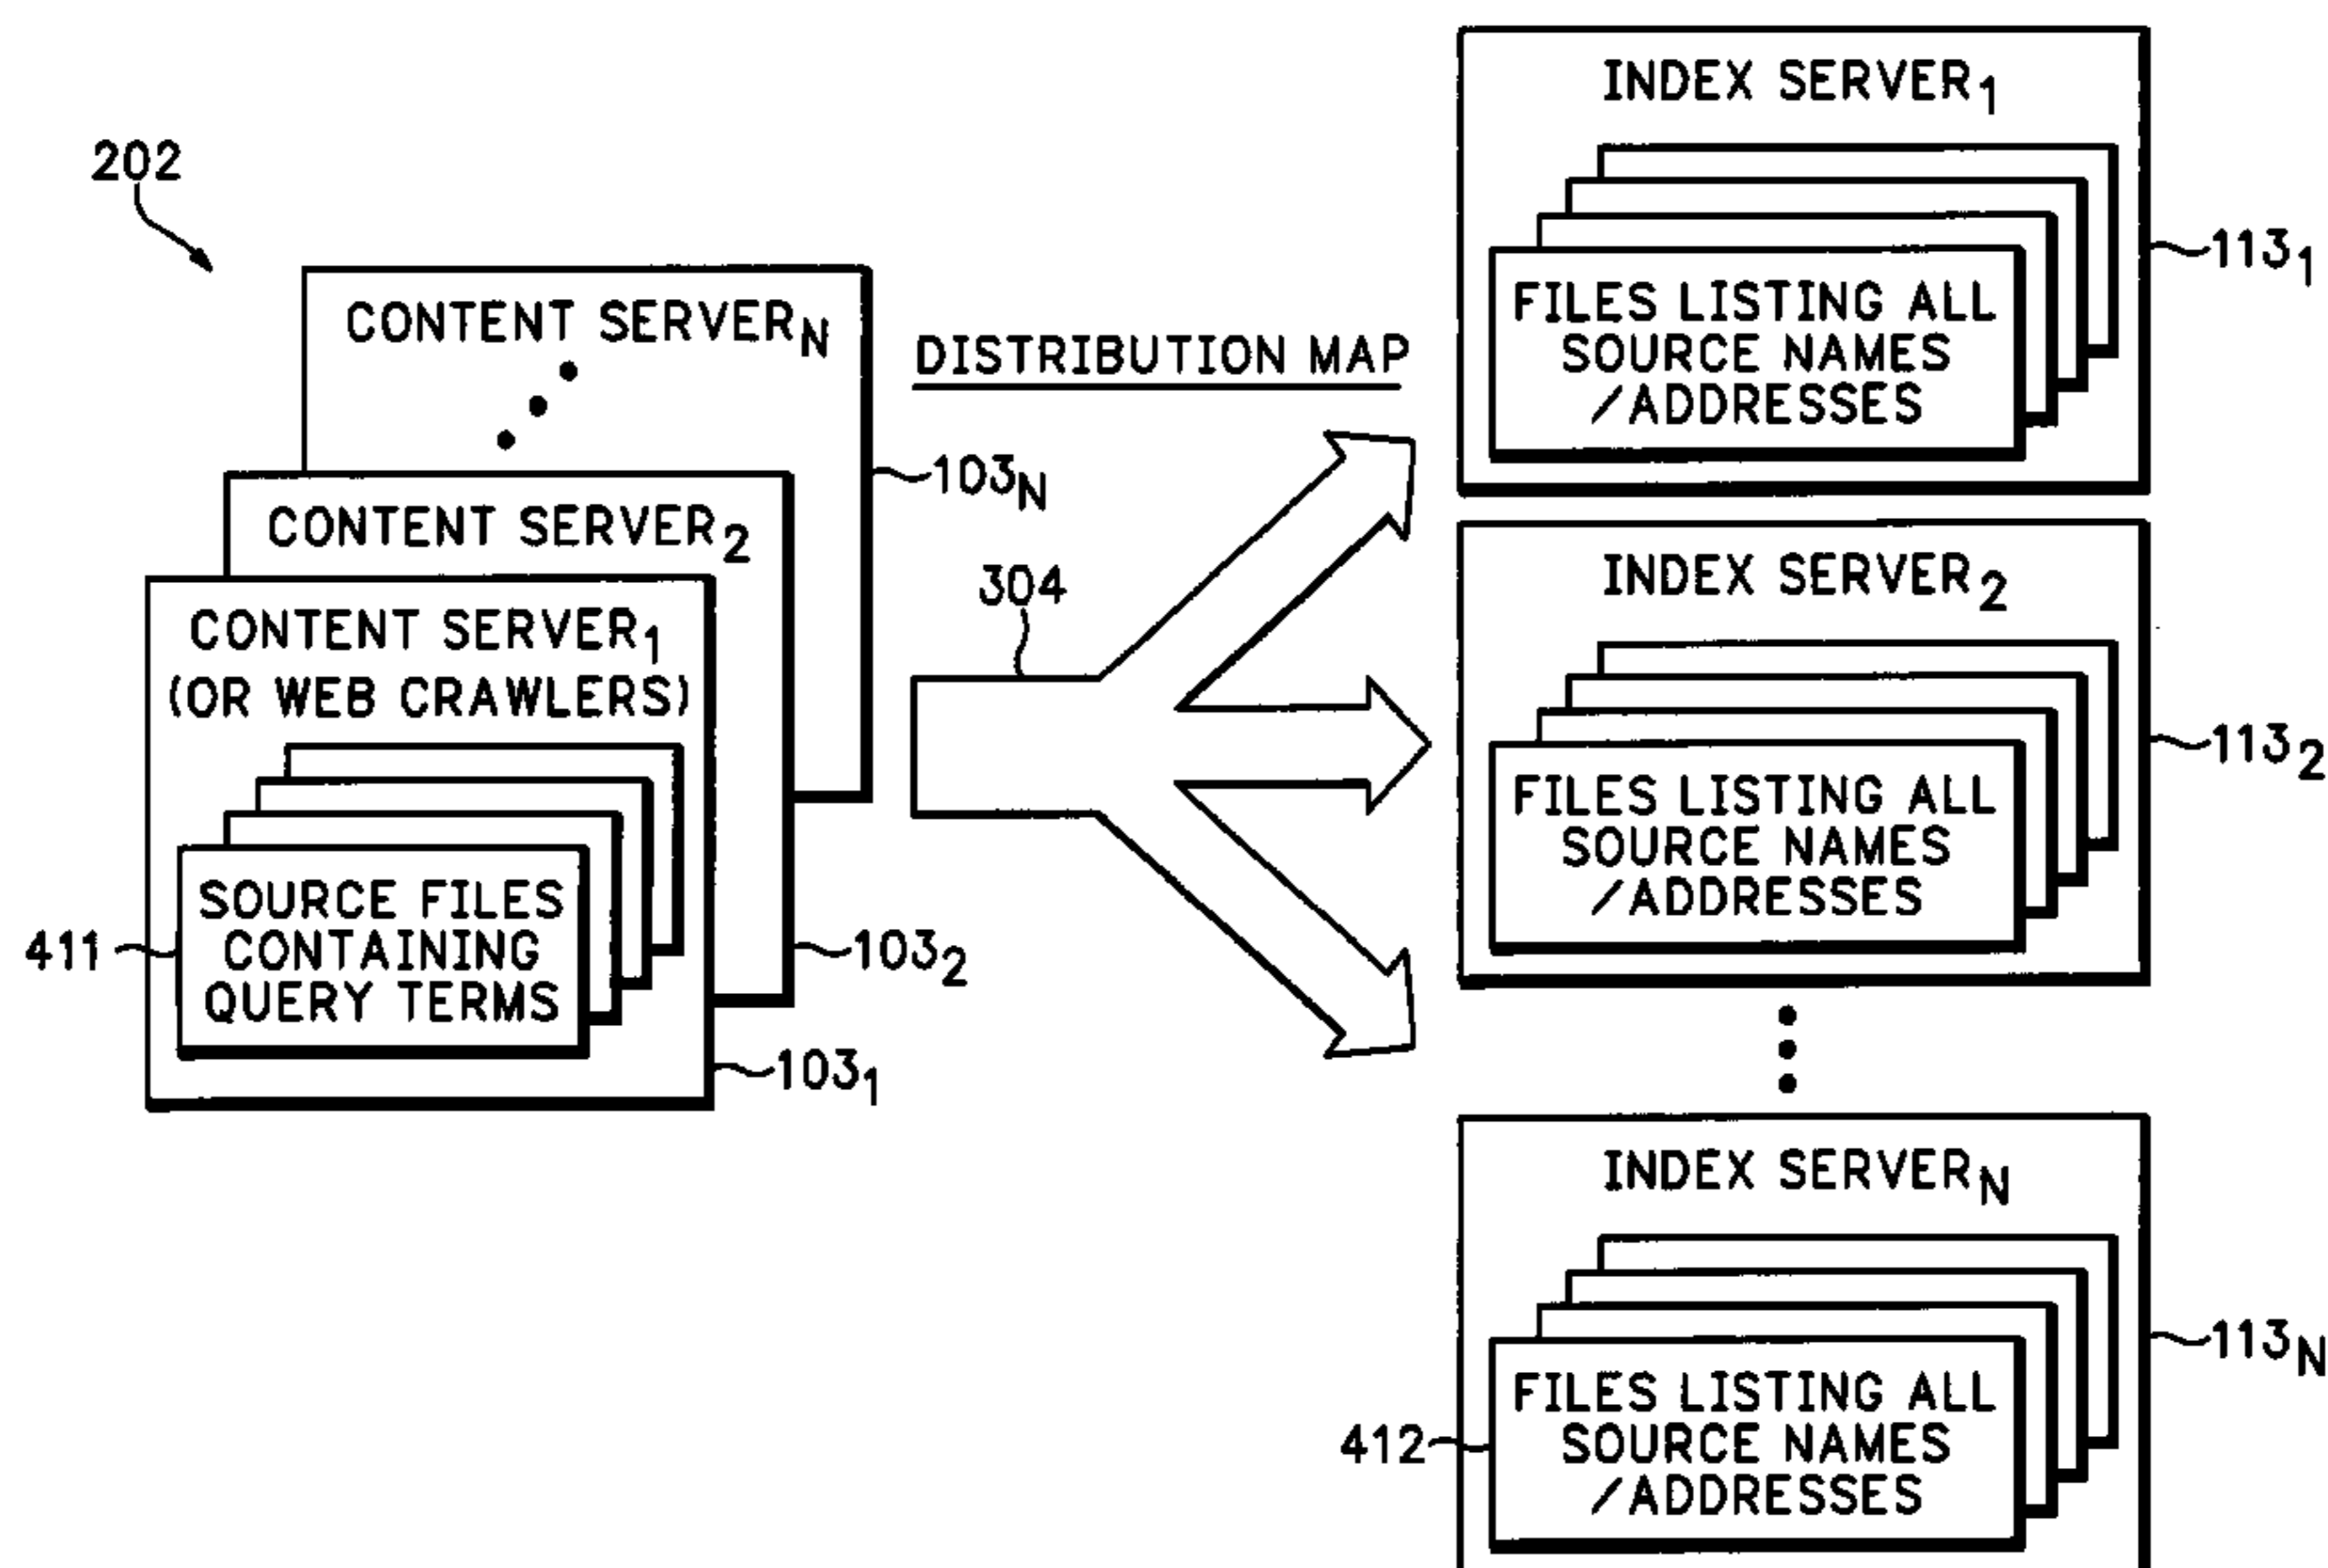 202
CONTENT SERVERN
103N
CONTENT SERVER2
1032
CONTENT SERVER1
(OR WEB CRAWLERS)
SOURCE FILES
CONTAINING
QUERY TERMS
411
1031
DISTRIBUTION MAP
304
INDEX SERVER1
FILES LISTING ALL
SOURCE NAMES
/ADDRESSES
1131
INDEX SERVER2
FILES LISTING ALL
SOURCE NAMES
/ADDRESSES
1132
INDEX SERVERN
FILES LISTING ALL
SOURCE NAMES
/ADDRESSES
412
113N